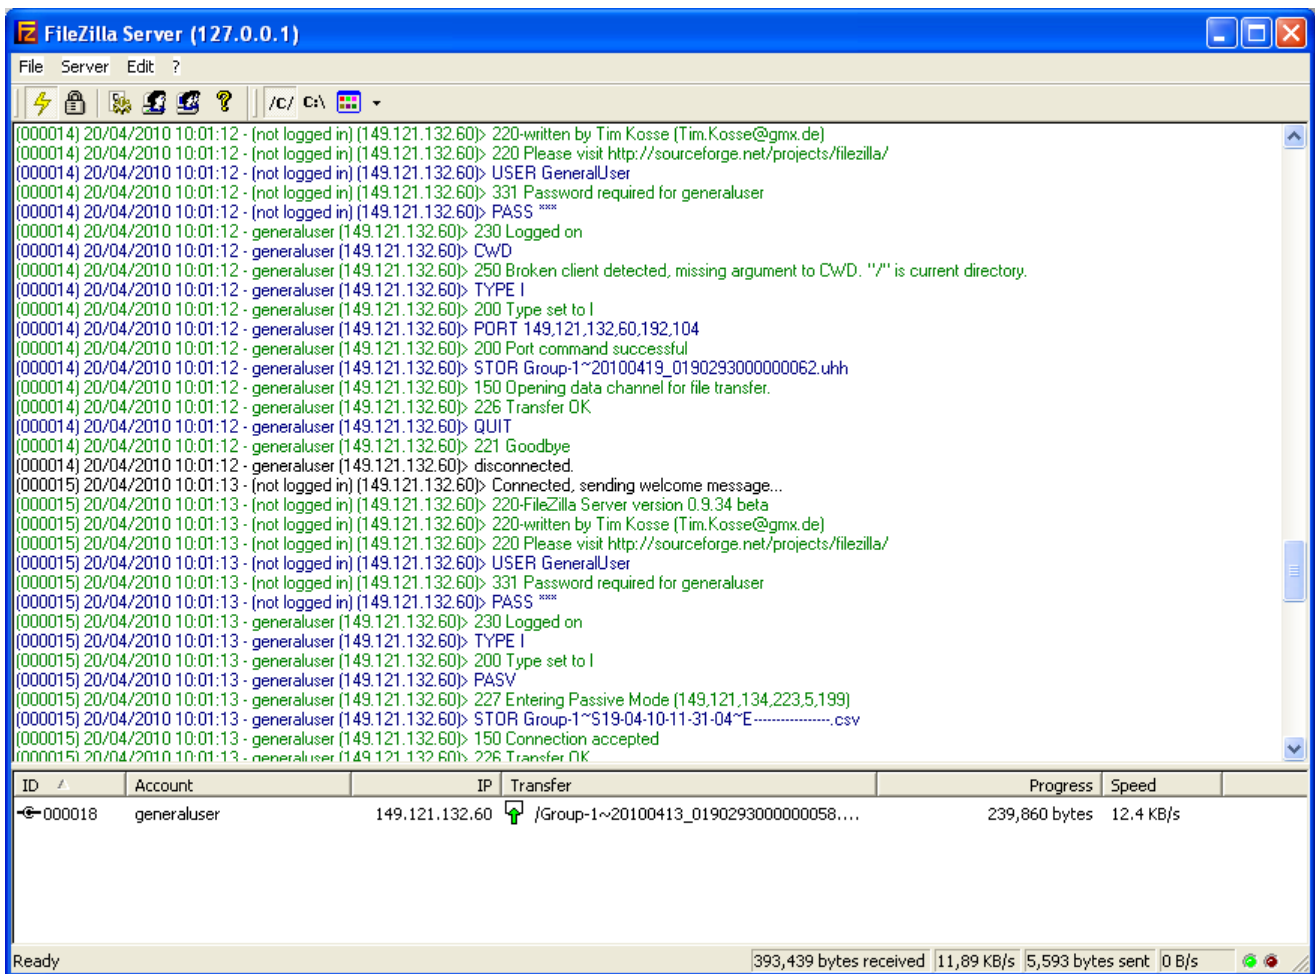 FileZilla Server (127.0.0.1)
File Server Edit ?
/C/ C:\
(000014) 20/04/2010 10:01:12 - (not logged in) (149.121.132.60)> 220-written by Tim Kosse (Tim.Kosse@gmx.de)
(000014) 20/04/2010 10:01:12 - (not logged in) (149.121.132.60)> 220 Please visit http://sourceforge.net/projects/filezilla/
(000014) 20/04/2010 10:01:12 - (not logged in) (149.121.132.60)> USER GeneralUser
(000014) 20/04/2010 10:01:12 - (not logged in) (149.121.132.60)> 331 Password required for generaluser
(000014) 20/04/2010 10:01:12 - (not logged in) (149.121.132.60)> PASS ***
(000014) 20/04/2010 10:01:12 - generaluser (149.121.132.60)> 230 Logged on
(000014) 20/04/2010 10:01:12 - generaluser (149.121.132.60)> CWD
(000014) 20/04/2010 10:01:12 - generaluser (149.121.132.60)> 250 Broken client detected, missing argument to CWD. "/" is current directory.
(000014) 20/04/2010 10:01:12 - generaluser (149.121.132.60)> TYPE I
(000014) 20/04/2010 10:01:12 - generaluser (149.121.132.60)> 200 Type set to I
(000014) 20/04/2010 10:01:12 - generaluser (149.121.132.60)> PORT 149,121,132,60,192,104
(000014) 20/04/2010 10:01:12 - generaluser (149.121.132.60)> 200 Port command successful
(000014) 20/04/2010 10:01:12 - generaluser (149.121.132.60)> STOR Group-1~20100419_0190293000000062.uhh
(000014) 20/04/2010 10:01:12 - generaluser (149.121.132.60)> 150 Opening data channel for file transfer.
(000014) 20/04/2010 10:01:12 - generaluser (149.121.132.60)> 226 Transfer OK
(000014) 20/04/2010 10:01:12 - generaluser (149.121.132.60)> QUIT
(000014) 20/04/2010 10:01:12 - generaluser (149.121.132.60)> 221 Goodbye
(000014) 20/04/2010 10:01:12 - generaluser (149.121.132.60)> disconnected.
(000015) 20/04/2010 10:01:13 - (not logged in) (149.121.132.60)> Connected, sending welcome message...
(000015) 20/04/2010 10:01:13 - (not logged in) (149.121.132.60)> 220-FileZilla Server version 0.9.34 beta
(000015) 20/04/2010 10:01:13 - (not logged in) (149.121.132.60)> 220-written by Tim Kosse (Tim.Kosse@gmx.de)
(000015) 20/04/2010 10:01:13 - (not logged in) (149.121.132.60)> 220 Please visit http://sourceforge.net/projects/filezilla/
(000015) 20/04/2010 10:01:13 - (not logged in) (149.121.132.60)> USER GeneralUser
(000015) 20/04/2010 10:01:13 - (not logged in) (149.121.132.60)> 331 Password required for generaluser
(000015) 20/04/2010 10:01:13 - (not logged in) (149.121.132.60)> PASS ***
(000015) 20/04/2010 10:01:13 - generaluser (149.121.132.60)> 230 Logged on
(000015) 20/04/2010 10:01:13 - generaluser (149.121.132.60)> TYPE I
(000015) 20/04/2010 10:01:13 - generaluser (149.121.132.60)> 200 Type set to I
(000015) 20/04/2010 10:01:13 - generaluser (149.121.132.60)> PASV
(000015) 20/04/2010 10:01:13 - generaluser (149.121.132.60)> 227 Entering Passive Mode (149,121,134,223,5,199)
(000015) 20/04/2010 10:01:13 - generaluser (149.121.132.60)> STOR Group-1~S19-04-10-11-31-04~E-----------------.csv
(000015) 20/04/2010 10:01:13 - generaluser (149.121.132.60)> 150 Connection accepted
(000015) 20/04/2010 10:01:13 - generaluser (149.121.132.60)> 226 Transfer OK
ID Account IP Transfer Progress Speed
000018 generaluser 149.121.132.60 /Group-1~20100413_0190293000000058.... 239,860 bytes 12.4 KB/s
Ready 393,439 bytes received 11,89 KB/s 5,593 bytes sent 0 B/s